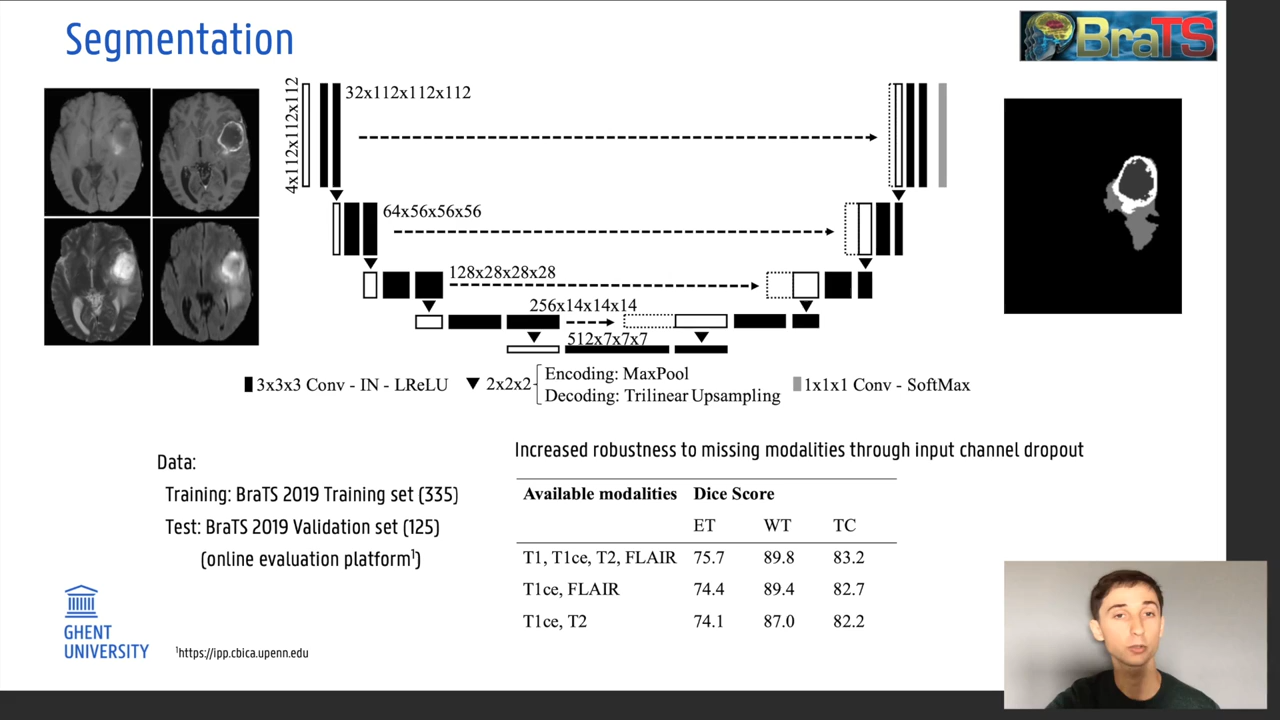 Segmentation
BraTS
4x112x112x112
32x112x112x112
64x56x56x56
128x28x28x28
256x14x14x14
512x7x7x7
3x3x3 Conv - IN - LReLU
2x2x2
Encoding: MaxPool
Decoding: Trilinear Upsampling
1x1x1 Conv - SoftMax
Data:
Training: BraTS 2019 Training set (335)
Test: BraTS 2019 Validation set (125)
(online evaluation platform¹)
Increased robustness to missing modalities through input channel dropout
Available modalities Dice Score
ET WT TC
T1, T1ce, T2, FLAIR 75.7 89.8 83.2
T1ce, FLAIR 74.4 89.4 82.7
T1ce, T2 74.1 87.0 82.2
GHENT
UNIVERSITY
¹https://ipp.cbica.upenn.edu